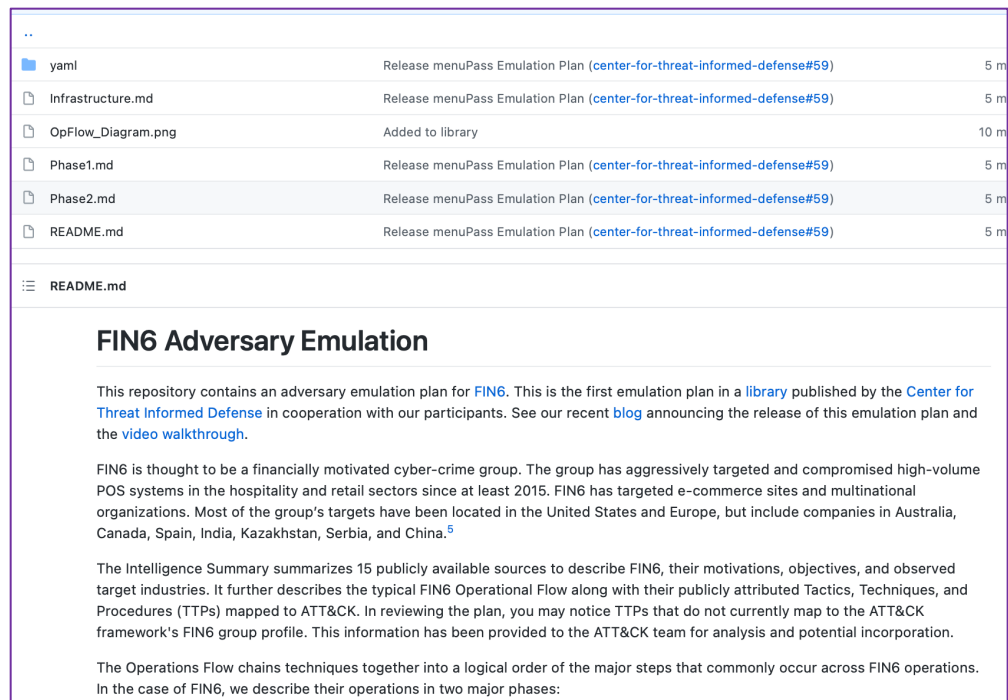 ..
yaml Release menuPass Emulation Plan (center-for-threat-informed-defense#59) 5 m
Infrastructure.md Release menuPass Emulation Plan (center-for-threat-informed-defense#59) 5 m
OpFlow_Diagram.png Added to library 10 m
Phase1.md Release menuPass Emulation Plan (center-for-threat-informed-defense#59) 5 m
Phase2.md Release menuPass Emulation Plan (center-for-threat-informed-defense#59) 5 m
README.md Release menuPass Emulation Plan (center-for-threat-informed-defense#59) 5 m
README.md
FIN6 Adversary Emulation
This repository contains an adversary emulation plan for FIN6. This is the first emulation plan in a library published by the Center for
Threat Informed Defense in cooperation with our participants. See our recent blog announcing the release of this emulation plan and
the video walkthrough.
FIN6 is thought to be a financially motivated cyber-crime group. The group has aggressively targeted and compromised high-volume
POS systems in the hospitality and retail sectors since at least 2015. FIN6 has targeted e-commerce sites and multinational
organizations. Most of the group's targets have been located in the United States and Europe, but include companies in Australia,
Canada, Spain, India, Kazakhstan, Serbia, and China.5
The Intelligence Summary summarizes 15 publicly available sources to describe FIN6, their motivations, objectives, and observed
target industries. It further describes the typical FIN6 Operational Flow along with their publicly attributed Tactics, Techniques, and
Procedures (TTPs) mapped to ATT&CK. In reviewing the plan, you may notice TTPs that do not currently map to the ATT&CK
framework's FIN6 group profile. This information has been provided to the ATT&CK team for analysis and potential incorporation.
The Operations Flow chains techniques together into a logical order of the major steps that commonly occur across FIN6 operations.
In the case of FIN6, we describe their operations in two major phases: